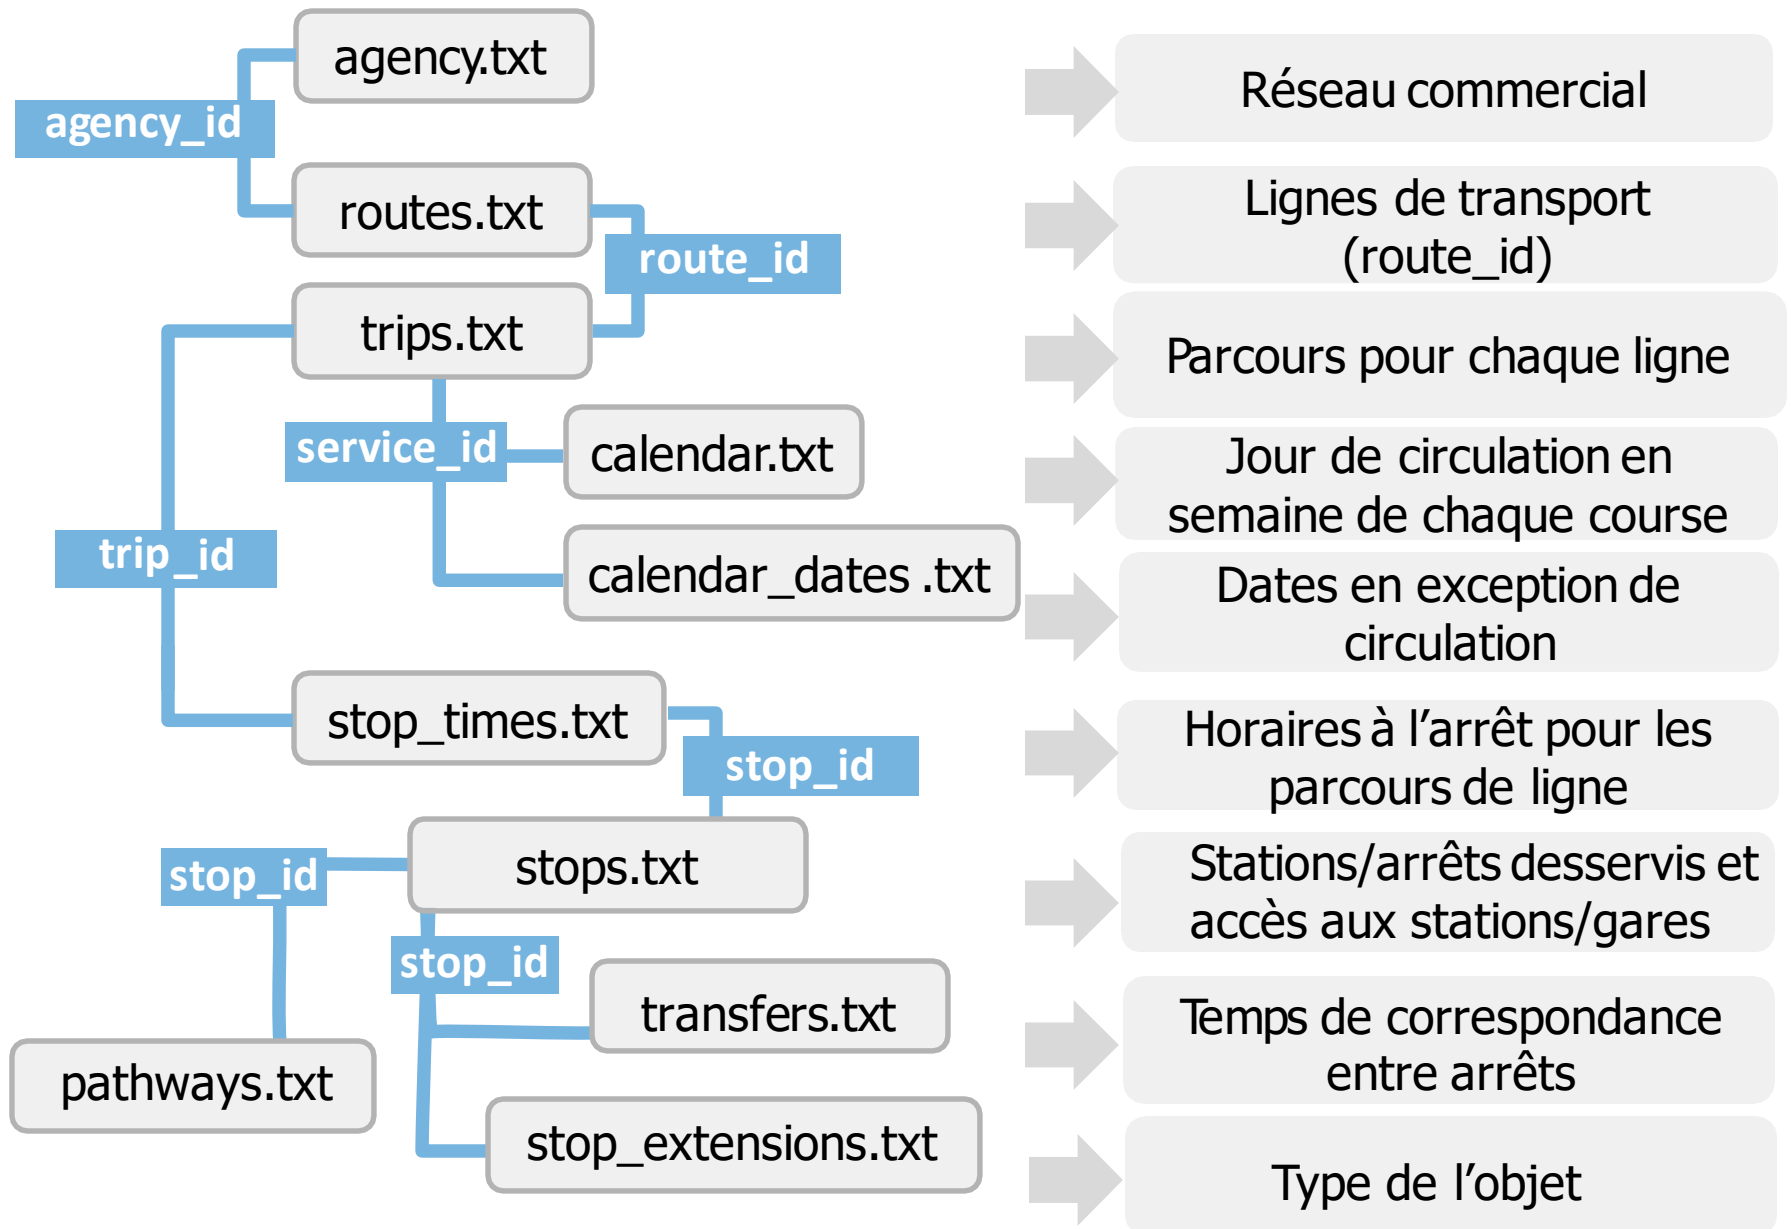 agency.txt
Réseau commercial
agency_id
routes.txt
Lignes de transport
(route_id)
route_id
trips.txt
Parcours pour chaque ligne
service_id
calendar.txt
Jour de circulation en
semaine de chaque course
trip_id
calendar_dates .txt
Dates en exception de
circulation
stop_times.txt
Horaires à l’arrêt pour les
parcours de ligne
stop_id
stops.txt
Stations/arrêts desservis et
accès aux stations/gares
stop_id
stop_id
transfers.txt
Temps de correspondance
entre arrêts
pathways.txt
stop_extensions.txt
Type de l’objet